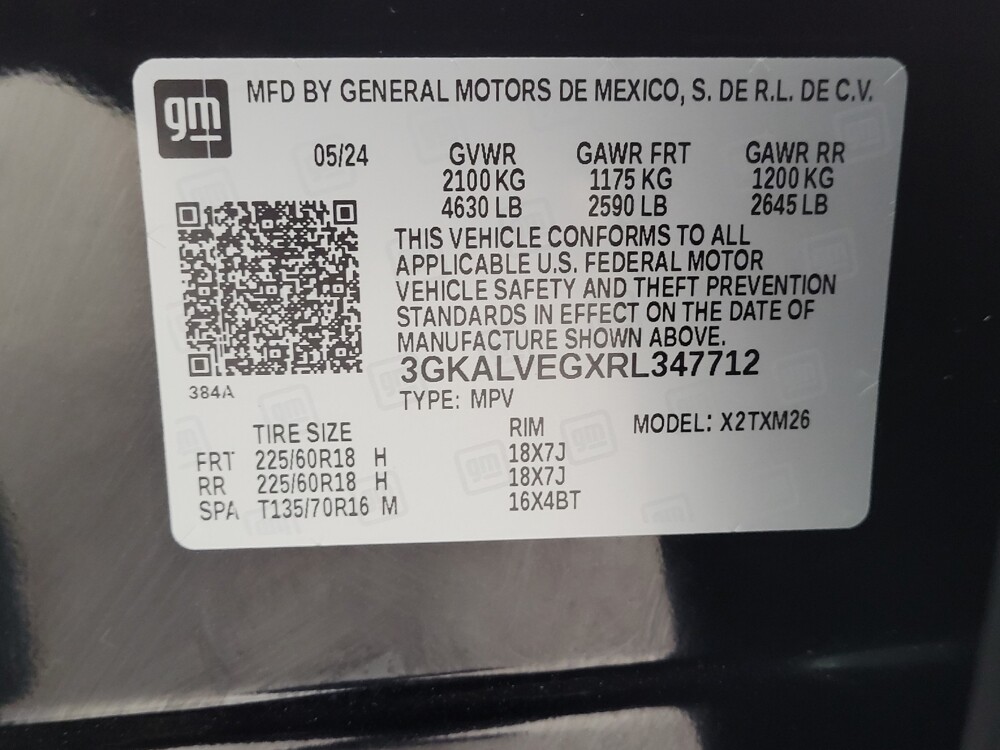 gm
MFD BY GENERAL MOTORS DE MEXICO, S. DE R.L. DE C.V.
05/24 GVWR GAWR FRT GAWR RR
2100 KG 1175 KG 1200 KG
4630 LB 2590 LB 2645 LB
THIS VEHICLE CONFORMS TO ALL
APPLICABLE U.S. FEDERAL MOTOR
VEHICLE SAFETY AND THEFT PREVENTION
STANDARDS IN EFFECT ON THE DATE OF
MANUFACTURE SHOWN ABOVE.
3GKALVEGXRL347712
384A
TYPE: MPV
TIRE SIZE RIM MODEL: X2TXM26
FRT 225/60R18 H 18X7J
RR 225/60R18 H 18X7J
SPA T135/70R16 M 16X4BT